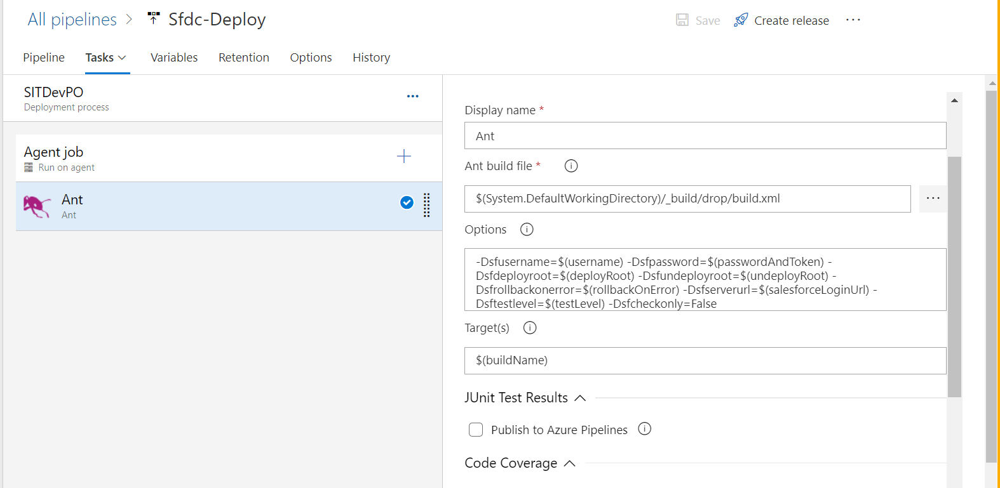 All pipelines > Sfdc-Deploy
Save Create release ...
Pipeline Tasks Variables Retention Options History
SITDevPO
Deployment process
...
Agent job
Run on agent
Ant
Ant
Display name *
Ant
Ant build file *
$(System.DefaultWorkingDirectory)/_build/drop/build.xml
...
Options
-Dsfusername=$(username) -Dsfpassword=$(passwordAndToken) -
Dsfdeployroot=$(deployRoot) -Dsfundeployroot=$(undeployRoot) -
Dsfrollbackonerror=$(rollbackOnError) -Dsfserverurl=$(salesforceLoginUrl) -
Dsftestlevel=$(testLevel) -Dsfcheckonly=False
Target(s)
$(buildName)
JUnit Test Results
Publish to Azure Pipelines
Code Coverage